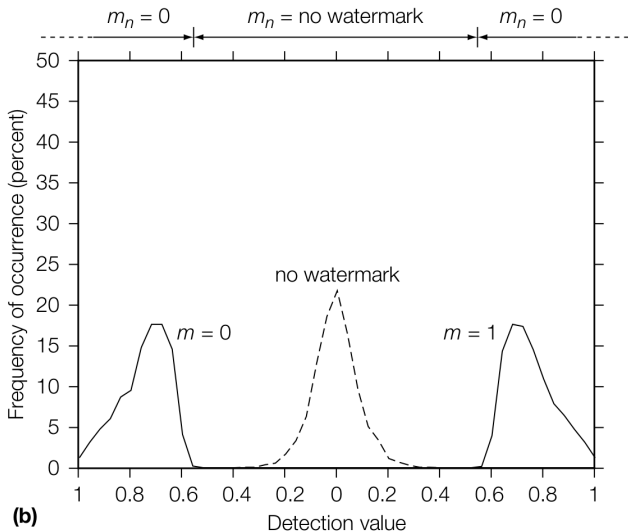 m_n = 0 m_n = no watermark m_n = 0
50
45
40
35
30
25
20
15
10
5
0
Frequency of occurrence (percent)
no watermark
m = 0
m = 1
1 0.8 0.6 0.4 0.2 0 0.2 0.4 0.6 0.8 1
(b)
Detection value